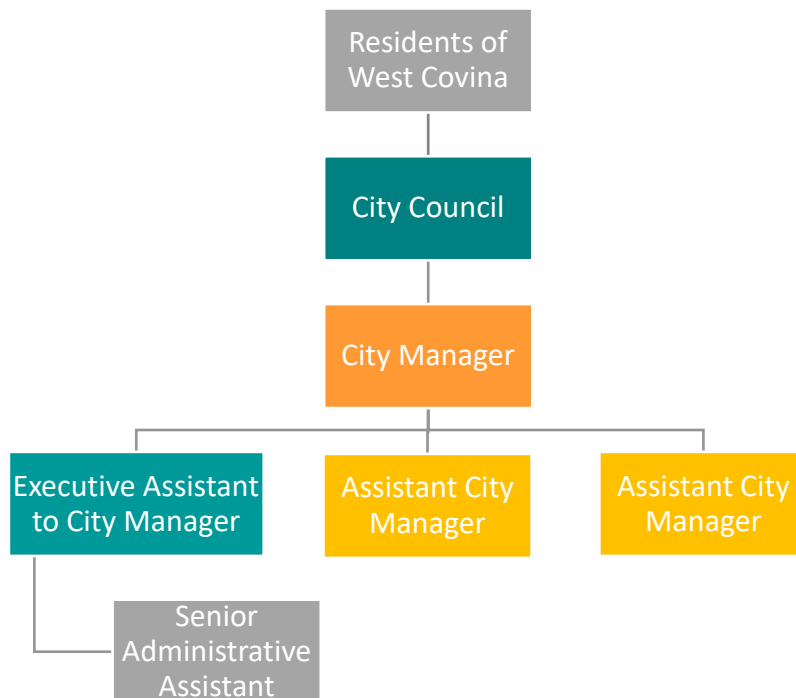 Residents of
West Covina
City Council
City Manager
Executive Assistant
to City Manager
Assistant City
Manager
Assistant City
Manager
Senior
Administrative
Assistant